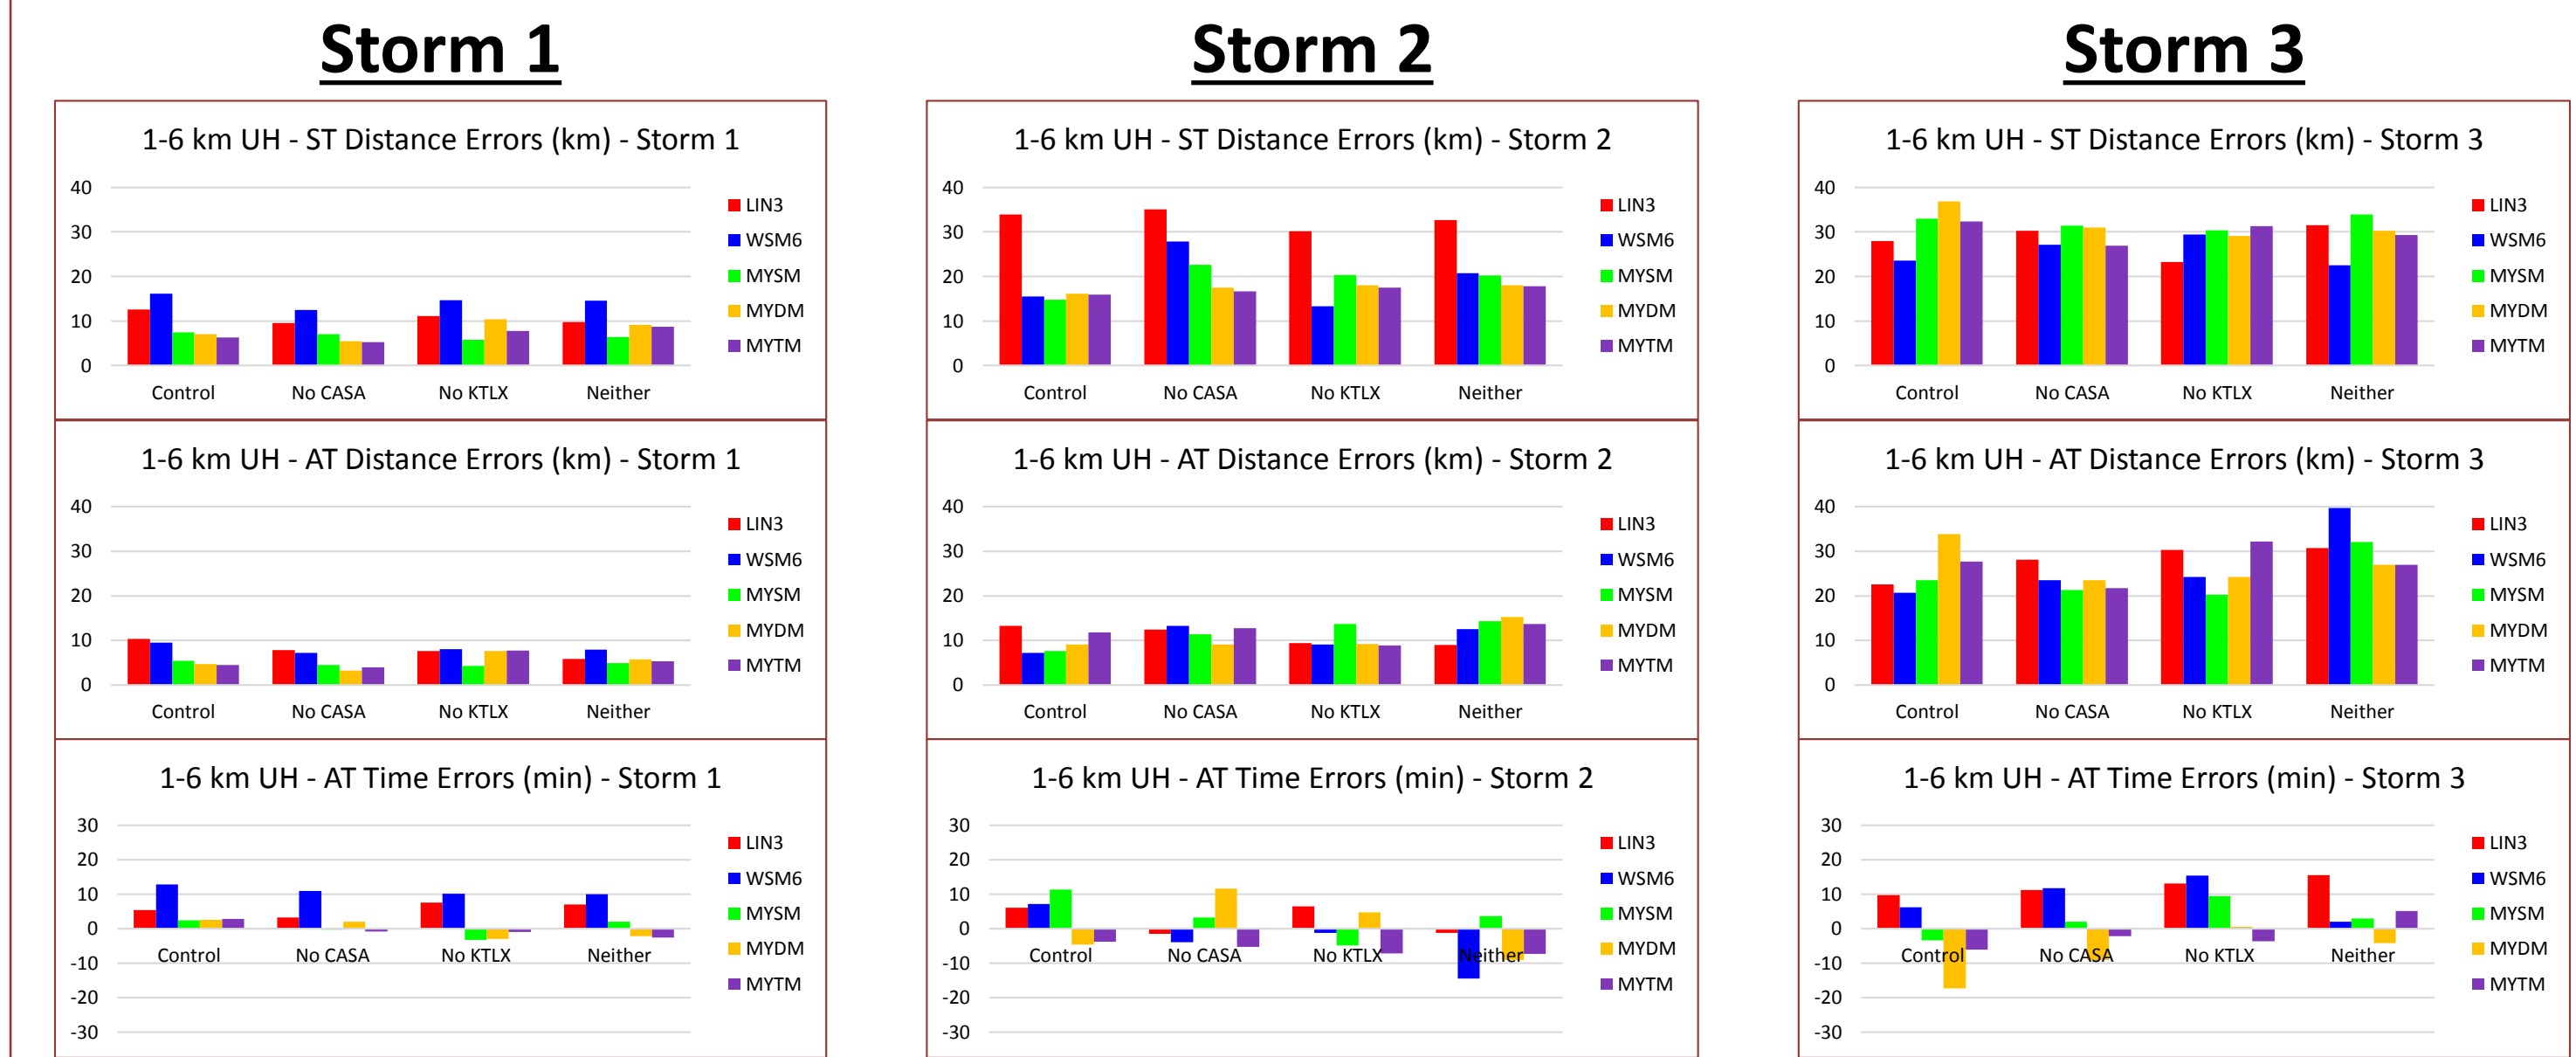 Storm 1
Storm 2
Storm 3
1-6 km UH - ST Distance Errors (km) - Storm 1
40
30
20
10
0
Control No CASA No KTLX Neither
LIN3
WSM6
MYSM
MYDM
MYTM
1-6 km UH - ST Distance Errors (km) - Storm 2
40
30
20
10
0
Control No CASA No KTLX Neither
LIN3
WSM6
MYSM
MYDM
MYTM
1-6 km UH - ST Distance Errors (km) - Storm 3
40
30
20
10
0
Control No CASA No KTLX Neither
LIN3
WSM6
MYSM
MYDM
MYTM
1-6 km UH - AT Distance Errors (km) - Storm 1
40
30
20
10
0
Control No CASA No KTLX Neither
LIN3
WSM6
MYSM
MYDM
MYTM
1-6 km UH - AT Distance Errors (km) - Storm 2
40
30
20
10
0
Control No CASA No KTLX Neither
LIN3
WSM6
MYSM
MYDM
MYTM
1-6 km UH - AT Distance Errors (km) - Storm 3
40
30
20
10
0
Control No CASA No KTLX Neither
LIN3
WSM6
MYSM
MYDM
MYTM
1-6 km UH - AT Time Errors (min) - Storm 1
30
20
10
0
-10
-20
-30
Control No CASA No KTLX Neither
LIN3
WSM6
MYSM
MYDM
MYTM
1-6 km UH - AT Time Errors (min) - Storm 2
30
20
10
0
-10
-20
-30
Control No CASA No KTLX Neither
LIN3
WSM6
MYSM
MYDM
MYTM
1-6 km UH - AT Time Errors (min) - Storm 3
30
20
10
0
-10
-20
-30
Control No CASA No KTLX Neither
LIN3
WSM6
MYSM
MYDM
MYTM